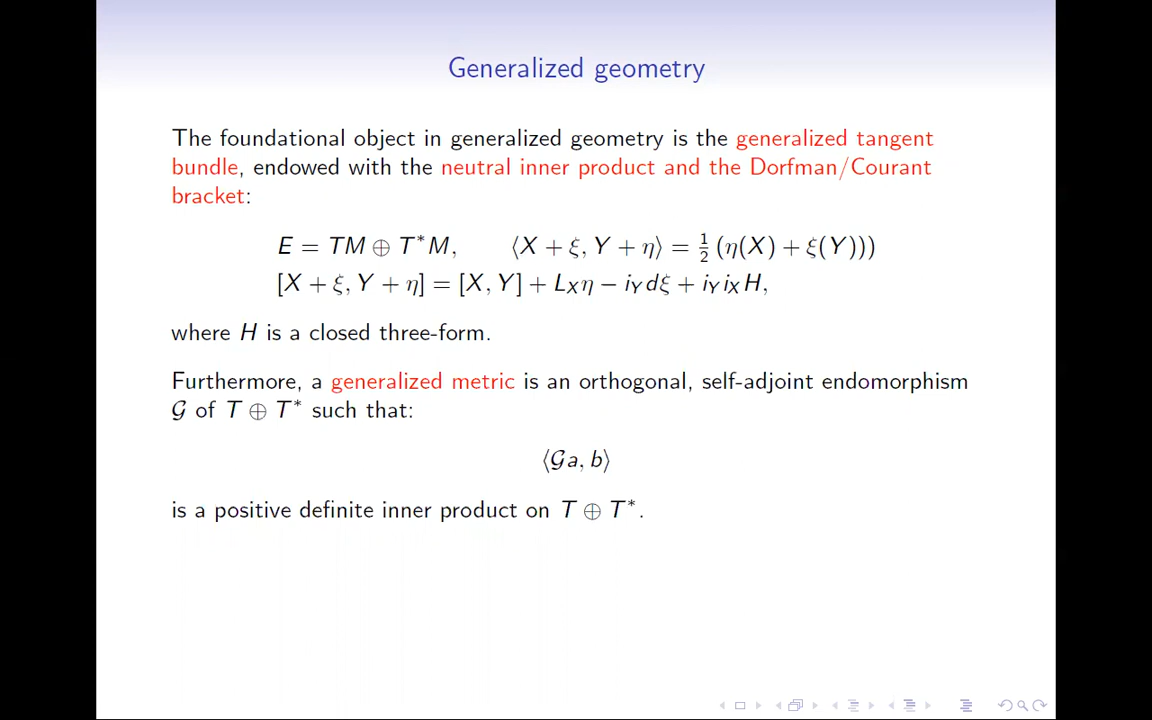 Generalized geometry
The foundational object in generalized geometry is the generalized tangent
bundle, endowed with the neutral inner product and the Dorfman/Courant
bracket:
E = TM ⊕ T*M, ⟨X + ξ, Y + η⟩ = ½ (η(X) + ξ(Y)))
[X + ξ, Y + η] = [X, Y] + L_X η − i_Y dξ + i_Y i_X H,
where H is a closed three-form.
Furthermore, a generalized metric is an orthogonal, self-adjoint endomorphism
𝒢 of T ⊕ T* such that:
⟨𝒢a, b⟩
is a positive definite inner product on T ⊕ T*.